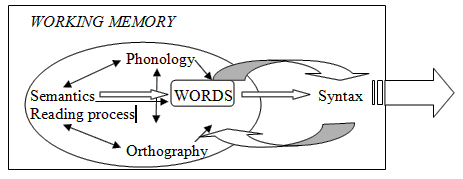 WORKING MEMORY
Phonology
Semantics
WORDS
Syntax
Reading process
Orthography